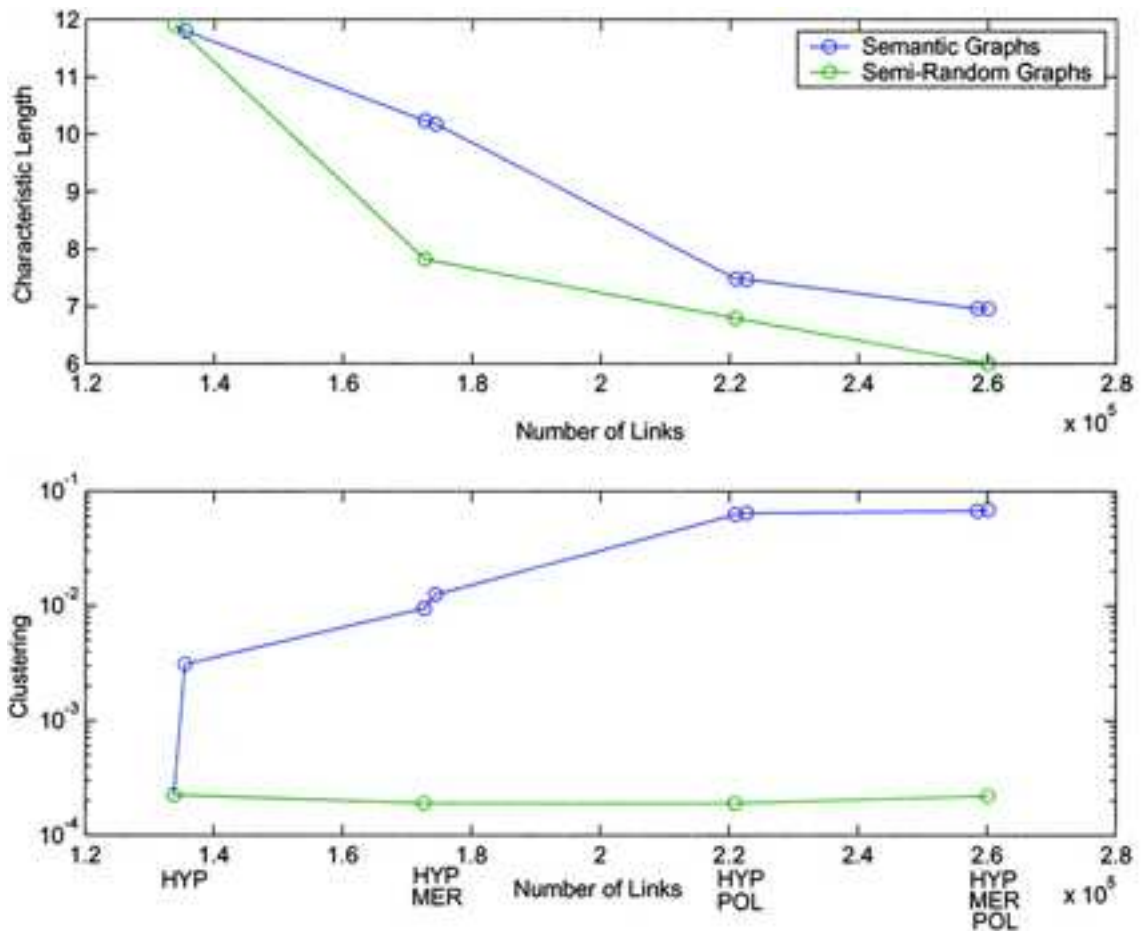 12
11
10
9
8
7
6
Characteristic Length
Semantic Graphs
Semi-Random Graphs
1.2 1.4 1.6 1.8 2 2.2 2.4 2.6 2.8
Number of Links
x 10^5
10^-1
10^-2
10^-3
10^-4
Clustering
1.2 1.4 1.6 1.8 2 2.2 2.4 2.6 2.8
HYP
HYP
MER
Number of Links
HYP
POL
HYP
MER
POL
x 10^5